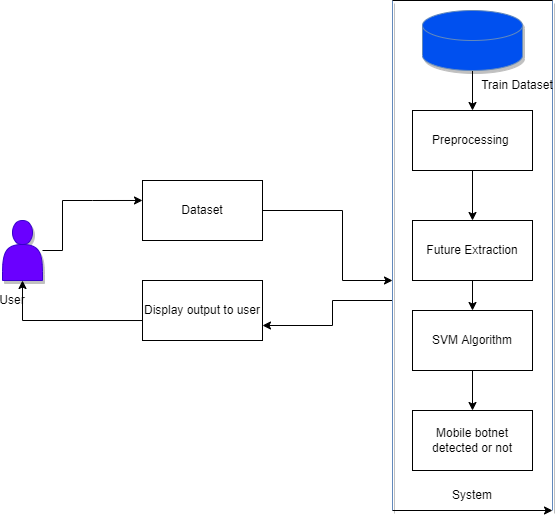 Train Dataset
Preprocessing
Dataset
Future Extraction
User
Display output to user
SVM Algorithm
Mobile botnet
detected or not
System